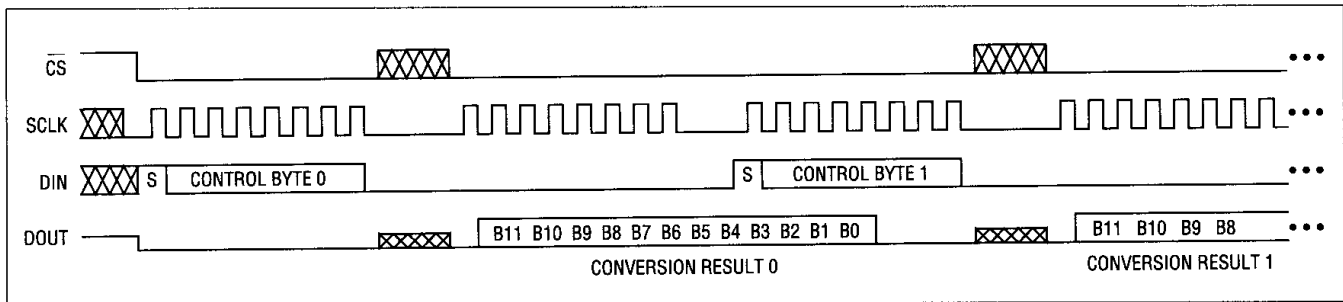 CS
SCLK
DIN S CONTROL BYTE 0 S CONTROL BYTE 1
DOUT B11 B10 B9 B8 B7 B6 B5 B4 B3 B2 B1 B0 B11 B10 B9 B8
CONVERSION RESULT 0 CONVERSION RESULT 1